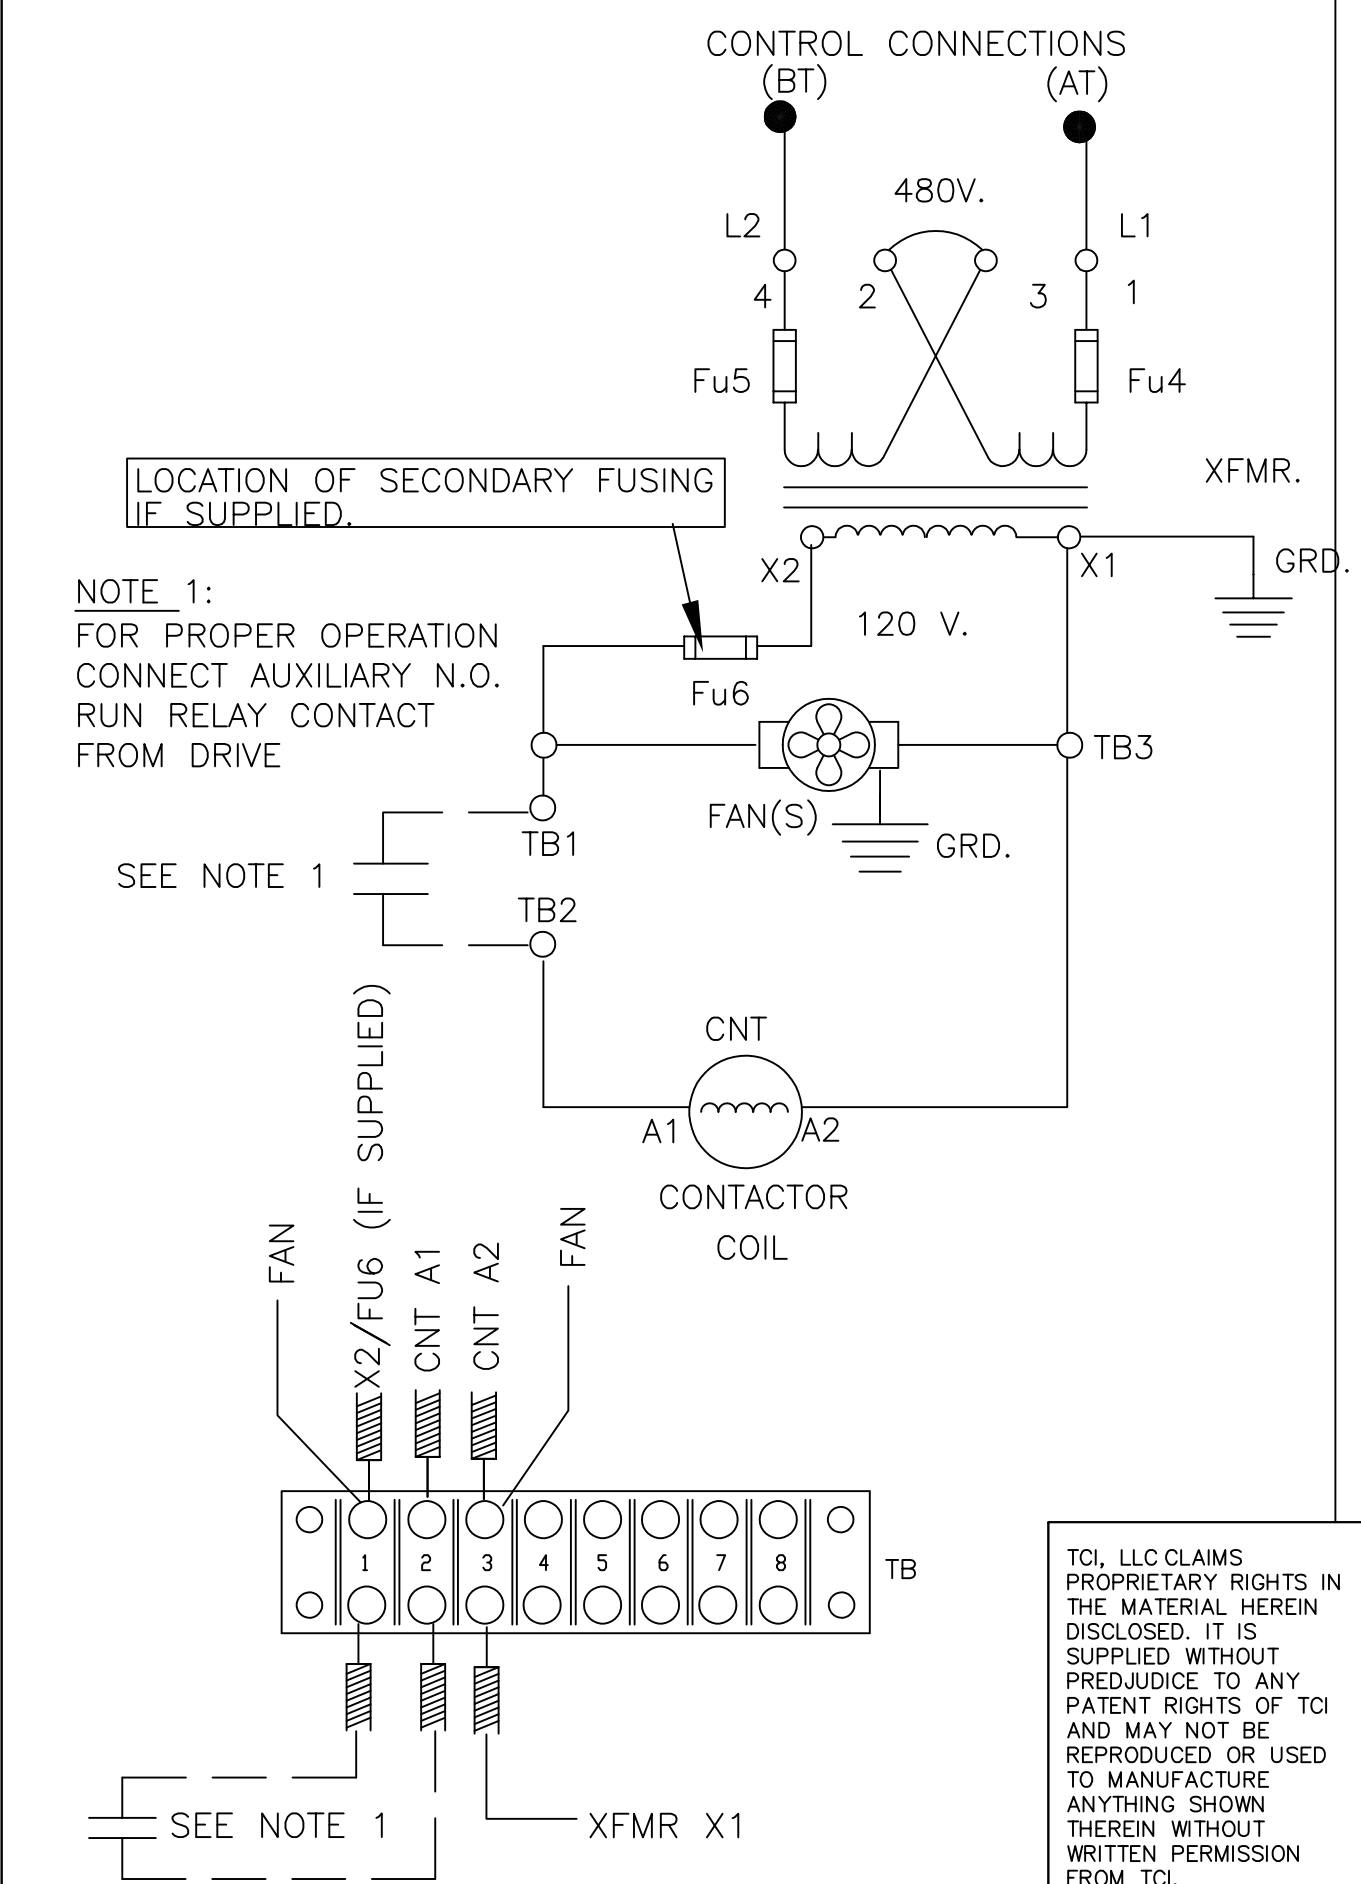 CONTROL CONNECTIONS
(BT) (AT)
480V.
L2 L1
4 2 3 1
Fu5 Fu4
XFMR.
LOCATION OF SECONDARY FUSING
IF SUPPLIED.
X2 X1 GRD.
120 V.
NOTE 1:
FOR PROPER OPERATION
CONNECT AUXILIARY N.O.
RUN RELAY CONTACT
FROM DRIVE
Fu6
TB3
FAN(S)
GRD.
TB1
SEE NOTE 1
TB2
CNT
A1 A2
CONTACTOR
COIL
FAN
X2/FU6 (IF SUPPLIED)
CNT A1
CNT A2
FAN
1 2 3 4 5 6 7 8
TB
SEE NOTE 1
XFMR X1
TCI, LLC CLAIMS
PROPRIETARY RIGHTS IN
THE MATERIAL HEREIN
DISCLOSED. IT IS
SUPPLIED WITHOUT
PREDJUDICE TO ANY
PATENT RIGHTS OF TCI
AND MAY NOT BE
REPRODUCED OR USED
TO MANUFACTURE
ANYTHING SHOWN
THEREIN WITHOUT
WRITTEN PERMISSION
FROM TCI.